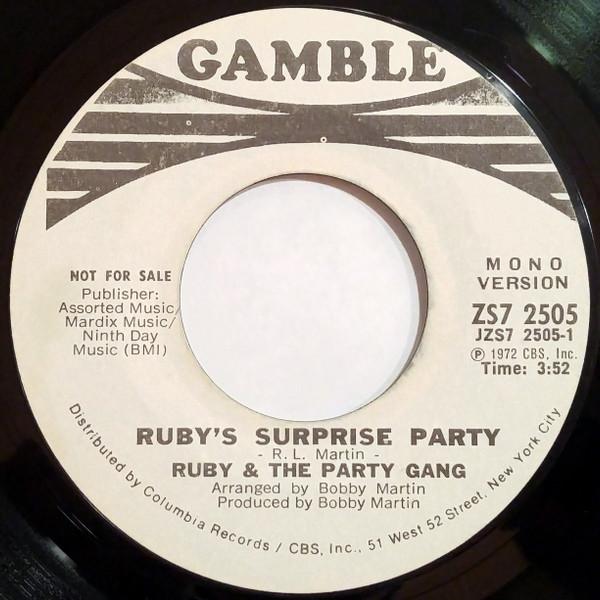 GAMBLE
NOT FOR SALE
Publisher:
Assorted Music/
Mardix Music/
Ninth Day
Music (BMI)
MONO
VERSION
ZS7 2505
JZS7 2505-1
Ⓟ 1972 CBS, Inc.
Time: 3:52
RUBY'S SURPRISE PARTY
- R.L. Martin -
RUBY & THE PARTY GANG
Arranged by Bobby Martin
Produced by Bobby Martin
Distributed by Columbia Records / CBS, Inc., 51 West 52 Street, New York City